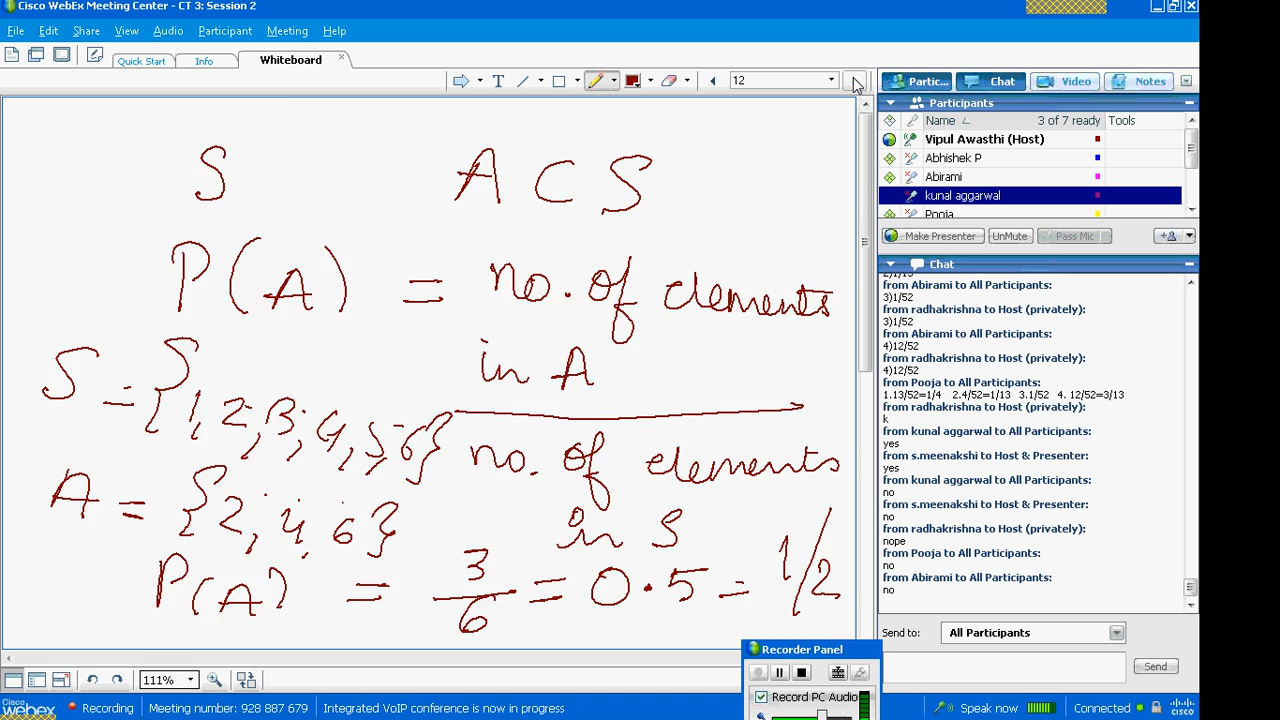 Cisco WebEx Meeting Center - CT 3: Session 2
File Edit Share View Audio Participant Meeting Help
Quick Start Info Whiteboard
T 12
Partic... Chat Video Notes
Participants
Name 3 of 7 ready Tools
Vipul Awasthi (Host)
Abhishek P
Abirami
kunal aggarwal
Pooja
Make Presenter UnMute Pass Mic
Chat
2)1/13
from Abirami to All Participants:
3)1/52
from radhakrishna to Host (privately):
3)1/52
from Abirami to All Participants:
4)12/52
from radhakrishna to Host (privately):
4)12/52
from Pooja to All Participants:
1.13/52=1/4 2.4/52=1/13 3.1/52 4. 12/52=3/13
from radhakrishna to Host (privately):
k
from kunal aggarwal to All Participants:
yes
from s.meenakshi to Host & Presenter:
yes
from kunal aggarwal to All Participants:
no
from s.meenakshi to Host & Presenter:
no
from radhakrishna to Host (privately):
nope
from Pooja to All Participants:
no
from Abirami to All Participants:
no
Send to: All Participants
Send
S A ⊂ S
P(A) = no. of elements
in A
S = {1, 2, 3, 4, 5, 6}
no. of elements
in S
A = {2, 4, 6}
P(A) = 3/6 = 0.5 = 1/2
111%
Recorder Panel
Record PC Audio
cisco webex Recording Meeting number: 928 887 679 Integrated VoIP conference is now in progress Speak now Connected cisco